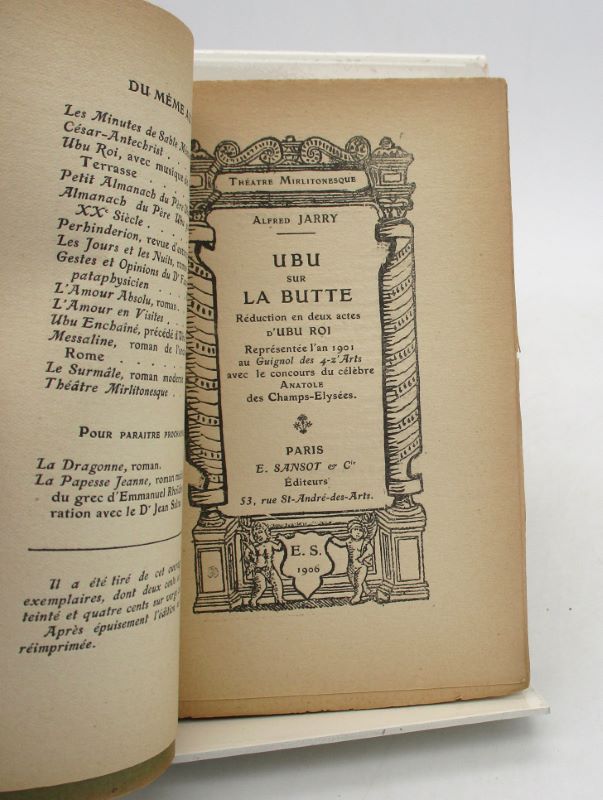 DU MÊME
Les Minutes de Sable
César-Antechrist . . .
Ubu Roi, avec musique
Terrasse . . . .
Petit Almanach du Père
Almanach du Père Ubu
XXe Siècle . . . . .
Perhinderion, revue
Les Jours et les Nuits,
Gestes et Opinions du Dr
pataphysicien . . . .
L'Amour Absolu, roman.
L'Amour en Visites . .
Ubu Enchaîné, précédé
Messaline, roman de
Rome . . . . .
Le Surmâle, roman moderne
Théâtre Mirlitonesque . .
POUR PARAITRE
La Dragonne, roman.
La Papesse Jeanne, roman
du grec d'Emmanuel
ration avec le Dr Jean
Il a été tiré de cet
exemplaires, dont deux
teinté et quatre cents sur
Après épuisement l'édition
réimprimée.
THÉATRE MIRLITONESQUE
ALFRED JARRY
UBU
SUR
LA BUTTE
Réduction en deux actes
D'UBU ROI
Représentée l'an 1901
au Guignol des 4-z'Arts
avec le concours du célèbre
ANATOLE
des Champs-Elysées.
PARIS
E. SANSOT & Cie
Éditeurs
53, rue St-André-des-Arts.
E. S.
1906